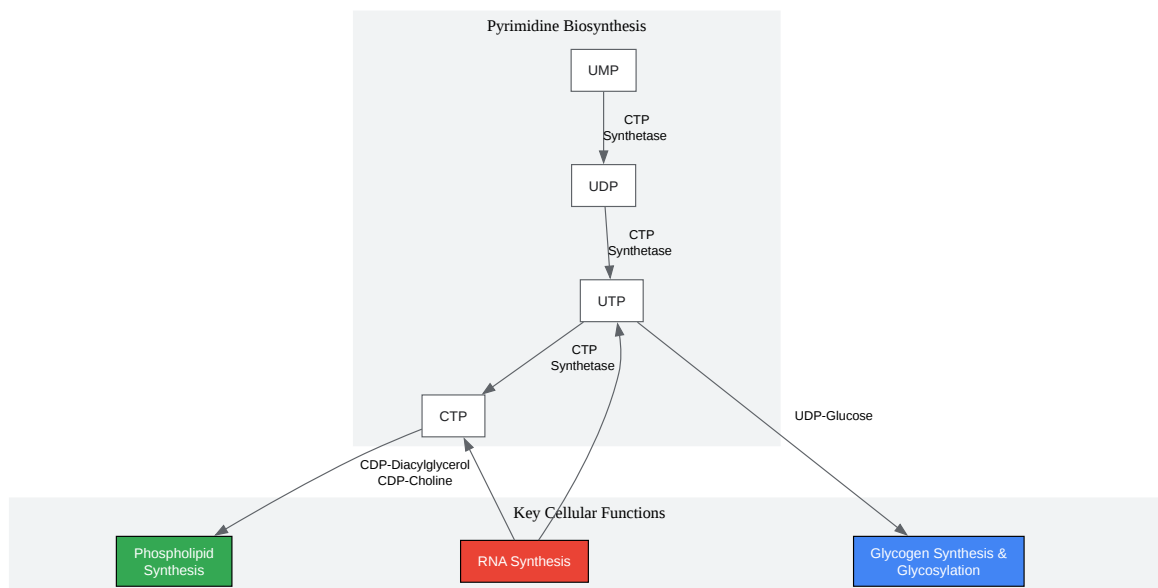 Pyrimidine Biosynthesis
UMP
CTP
Synthetase
UDP
CTP
Synthetase
UTP
CTP
Synthetase
CTP
UDP-Glucose
CDP-Diacylglycerol
CDP-Choline
Key Cellular Functions
Phospholipid
Synthesis
RNA Synthesis
Glycogen Synthesis &
Glycosylation